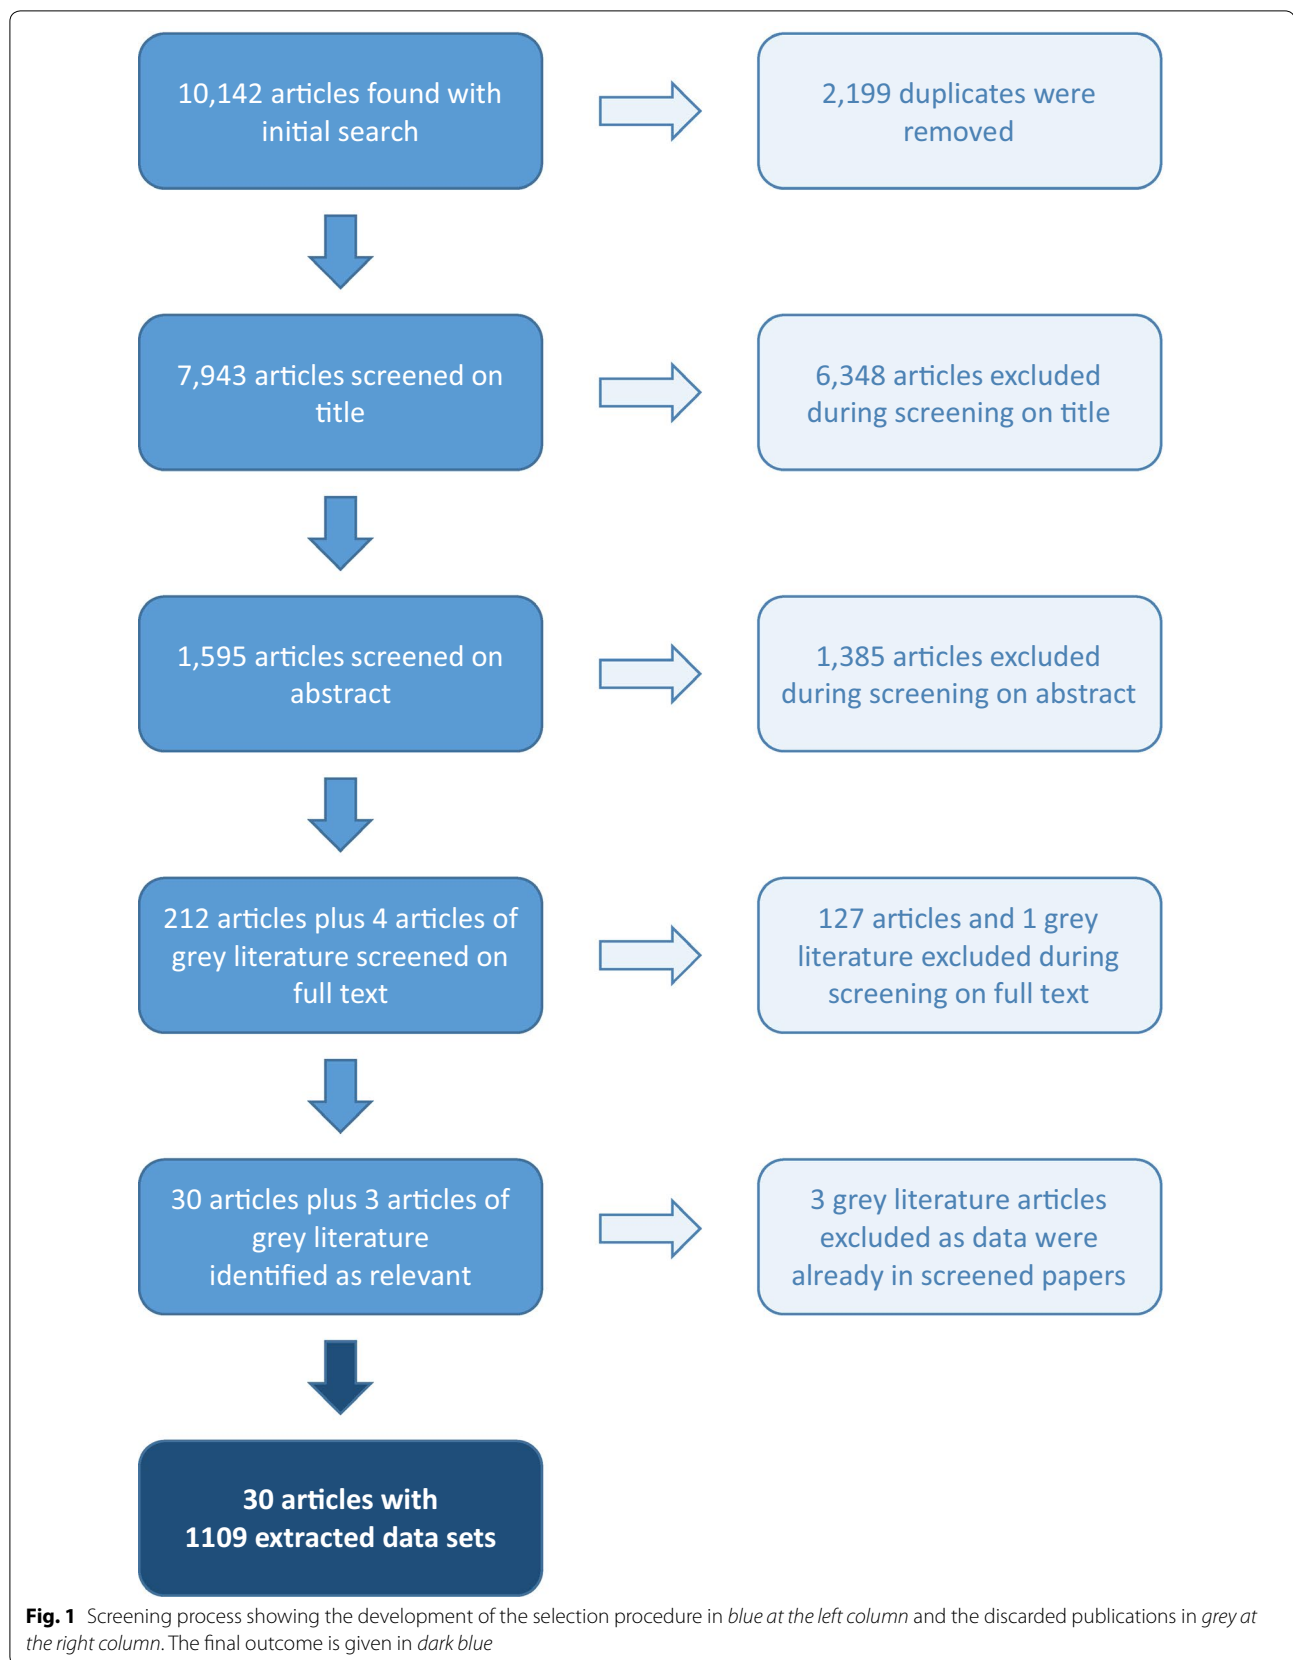 10,142 articles found with
initial search
2,199 duplicates were
removed
7,943 articles screened on
title
6,348 articles excluded
during screening on title
1,595 articles screened on
abstract
1,385 articles excluded
during screening on abstract
212 articles plus 4 articles of
grey literature screened on
full text
127 articles and 1 grey
literature excluded during
screening on full text
30 articles plus 3 articles of
grey literature
identified as relevant
3 grey literature articles
excluded as data were
already in screened papers
30 articles with
1109 extracted data sets
Fig. 1 Screening process showing the development of the selection procedure in blue at the left column and the discarded publications in grey at
the right column. The final outcome is given in dark blue